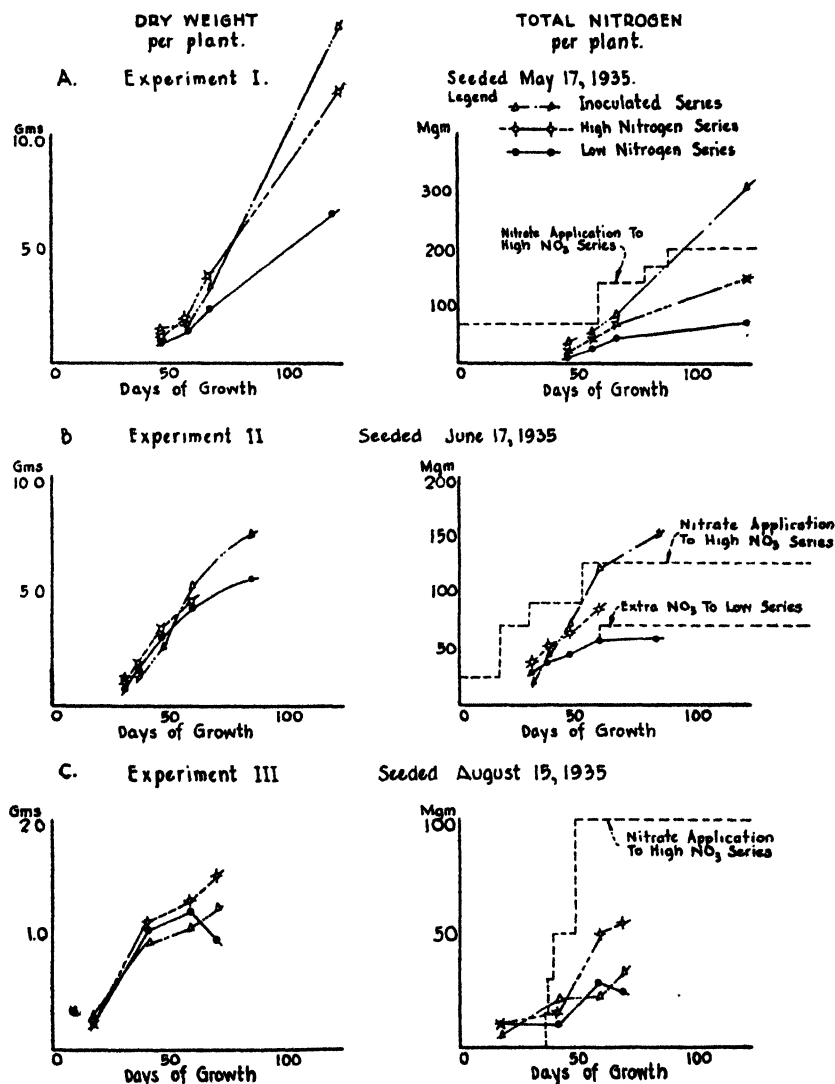 DRY WEIGHT
per plant.
TOTAL NITROGEN
per plant.
A. Experiment I.
Seeded May 17, 1935.
Legend
Inoculated Series
High Nitrogen Series
Low Nitrogen Series
Gms
10.0
5 0
0 50 100
Days of Growth
Mgm
300
200
100
Nitrate Application To
High NO3 Series
0 50 100
Days of Growth
B Experiment II
Seeded June 17, 1935
Gms
10 0
5 0
0 50 100
Days of Growth
Mgm
200
150
100
50
Nitrate Application
To High NO3 Series
Extra NO3 To Low Series
0 50 100
Days of Growth
C. Experiment III
Seeded August 15, 1935
Gms
2 0
1.0
0 50 100
Days of Growth
Mgm
100
50
Nitrate Application
To High NO3 Series
0 50 100
Days of Growth